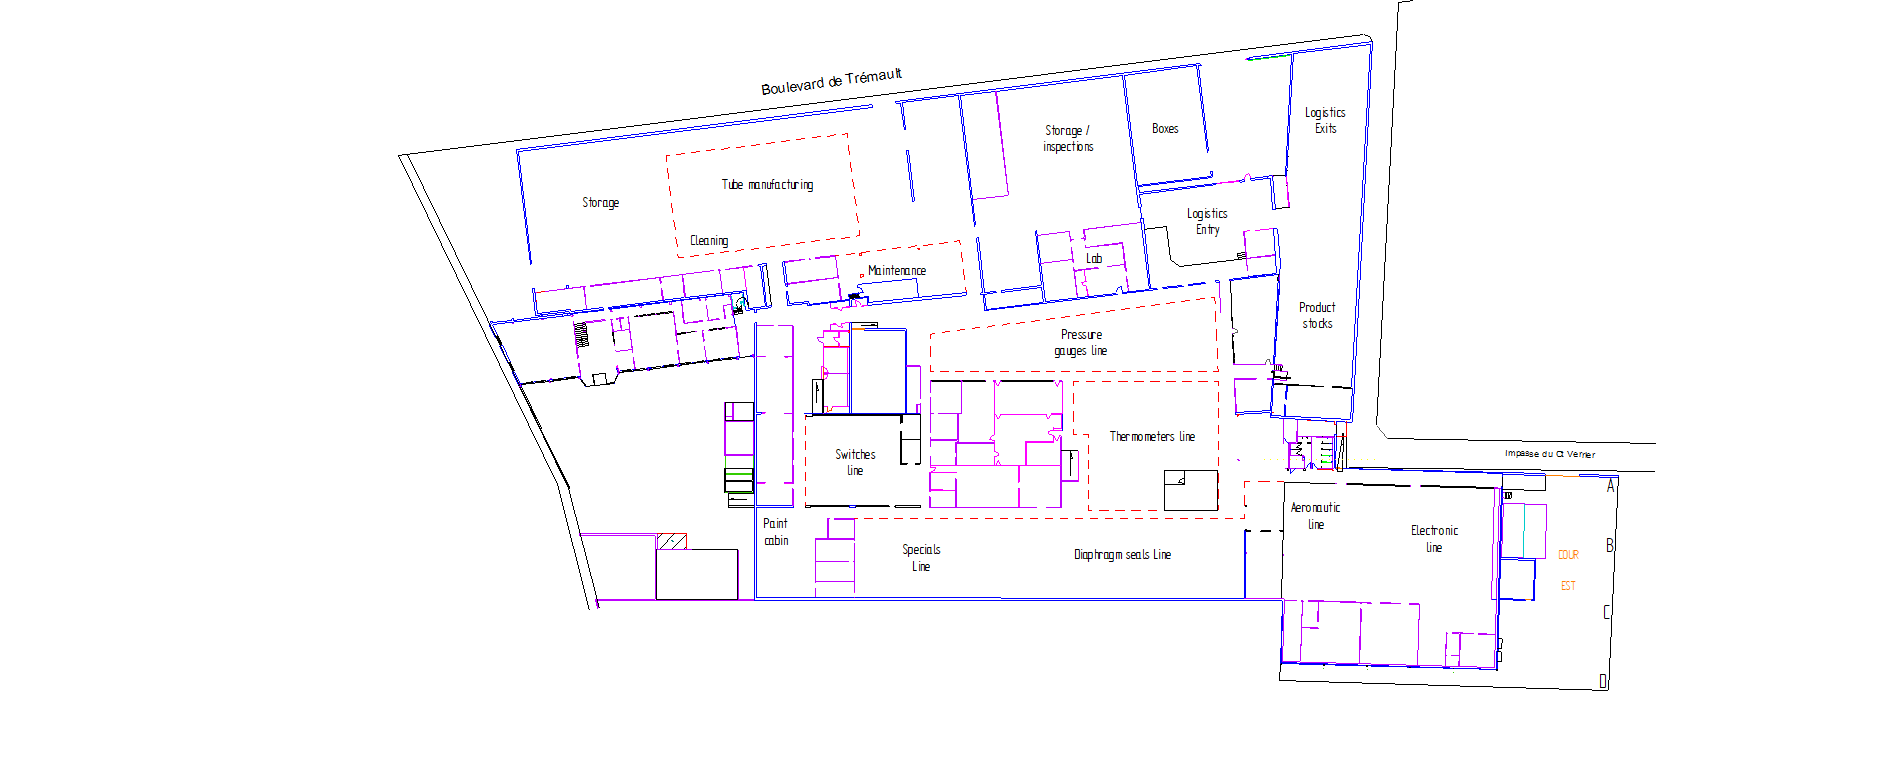 Boulevard de Trémault
Logistics
Exits
Storage /
inspections
Boxes
Tube manufacturing
Storage
Logistics
Entry
Cleaning
Lab
Maintenance
Product
stocks
Pressure
gauges line
Thermometers line
Switches
line
Impasse du Ct Verrier
A
Aeronautic
line
Paint
cabin
Electronic
line
B
Specials
Line
Diaphragm seals Line
COUR
EST
C
D